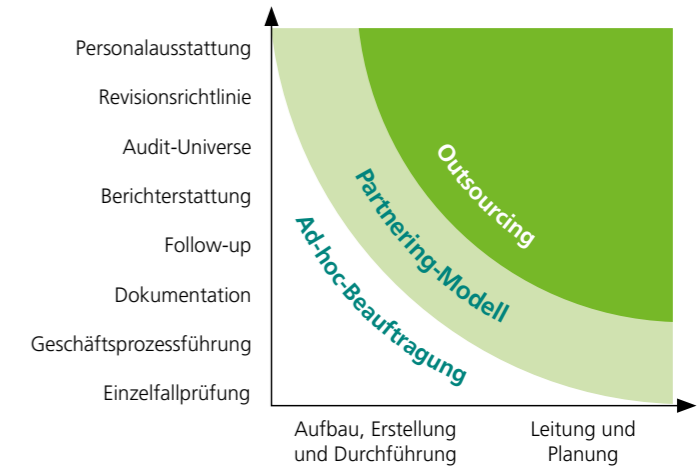 Personalausstattung
Revisionsrichtlinie
Audit-Universe
Berichterstattung
Follow-up
Dokumentation
Geschäftsprozessführung
Einzelfallprüfung
Outsourcing
Partnering-Modell
Ad-hoc-Beauftragung
Aufbau, Erstellung
und Durchführung
Leitung und
Planung